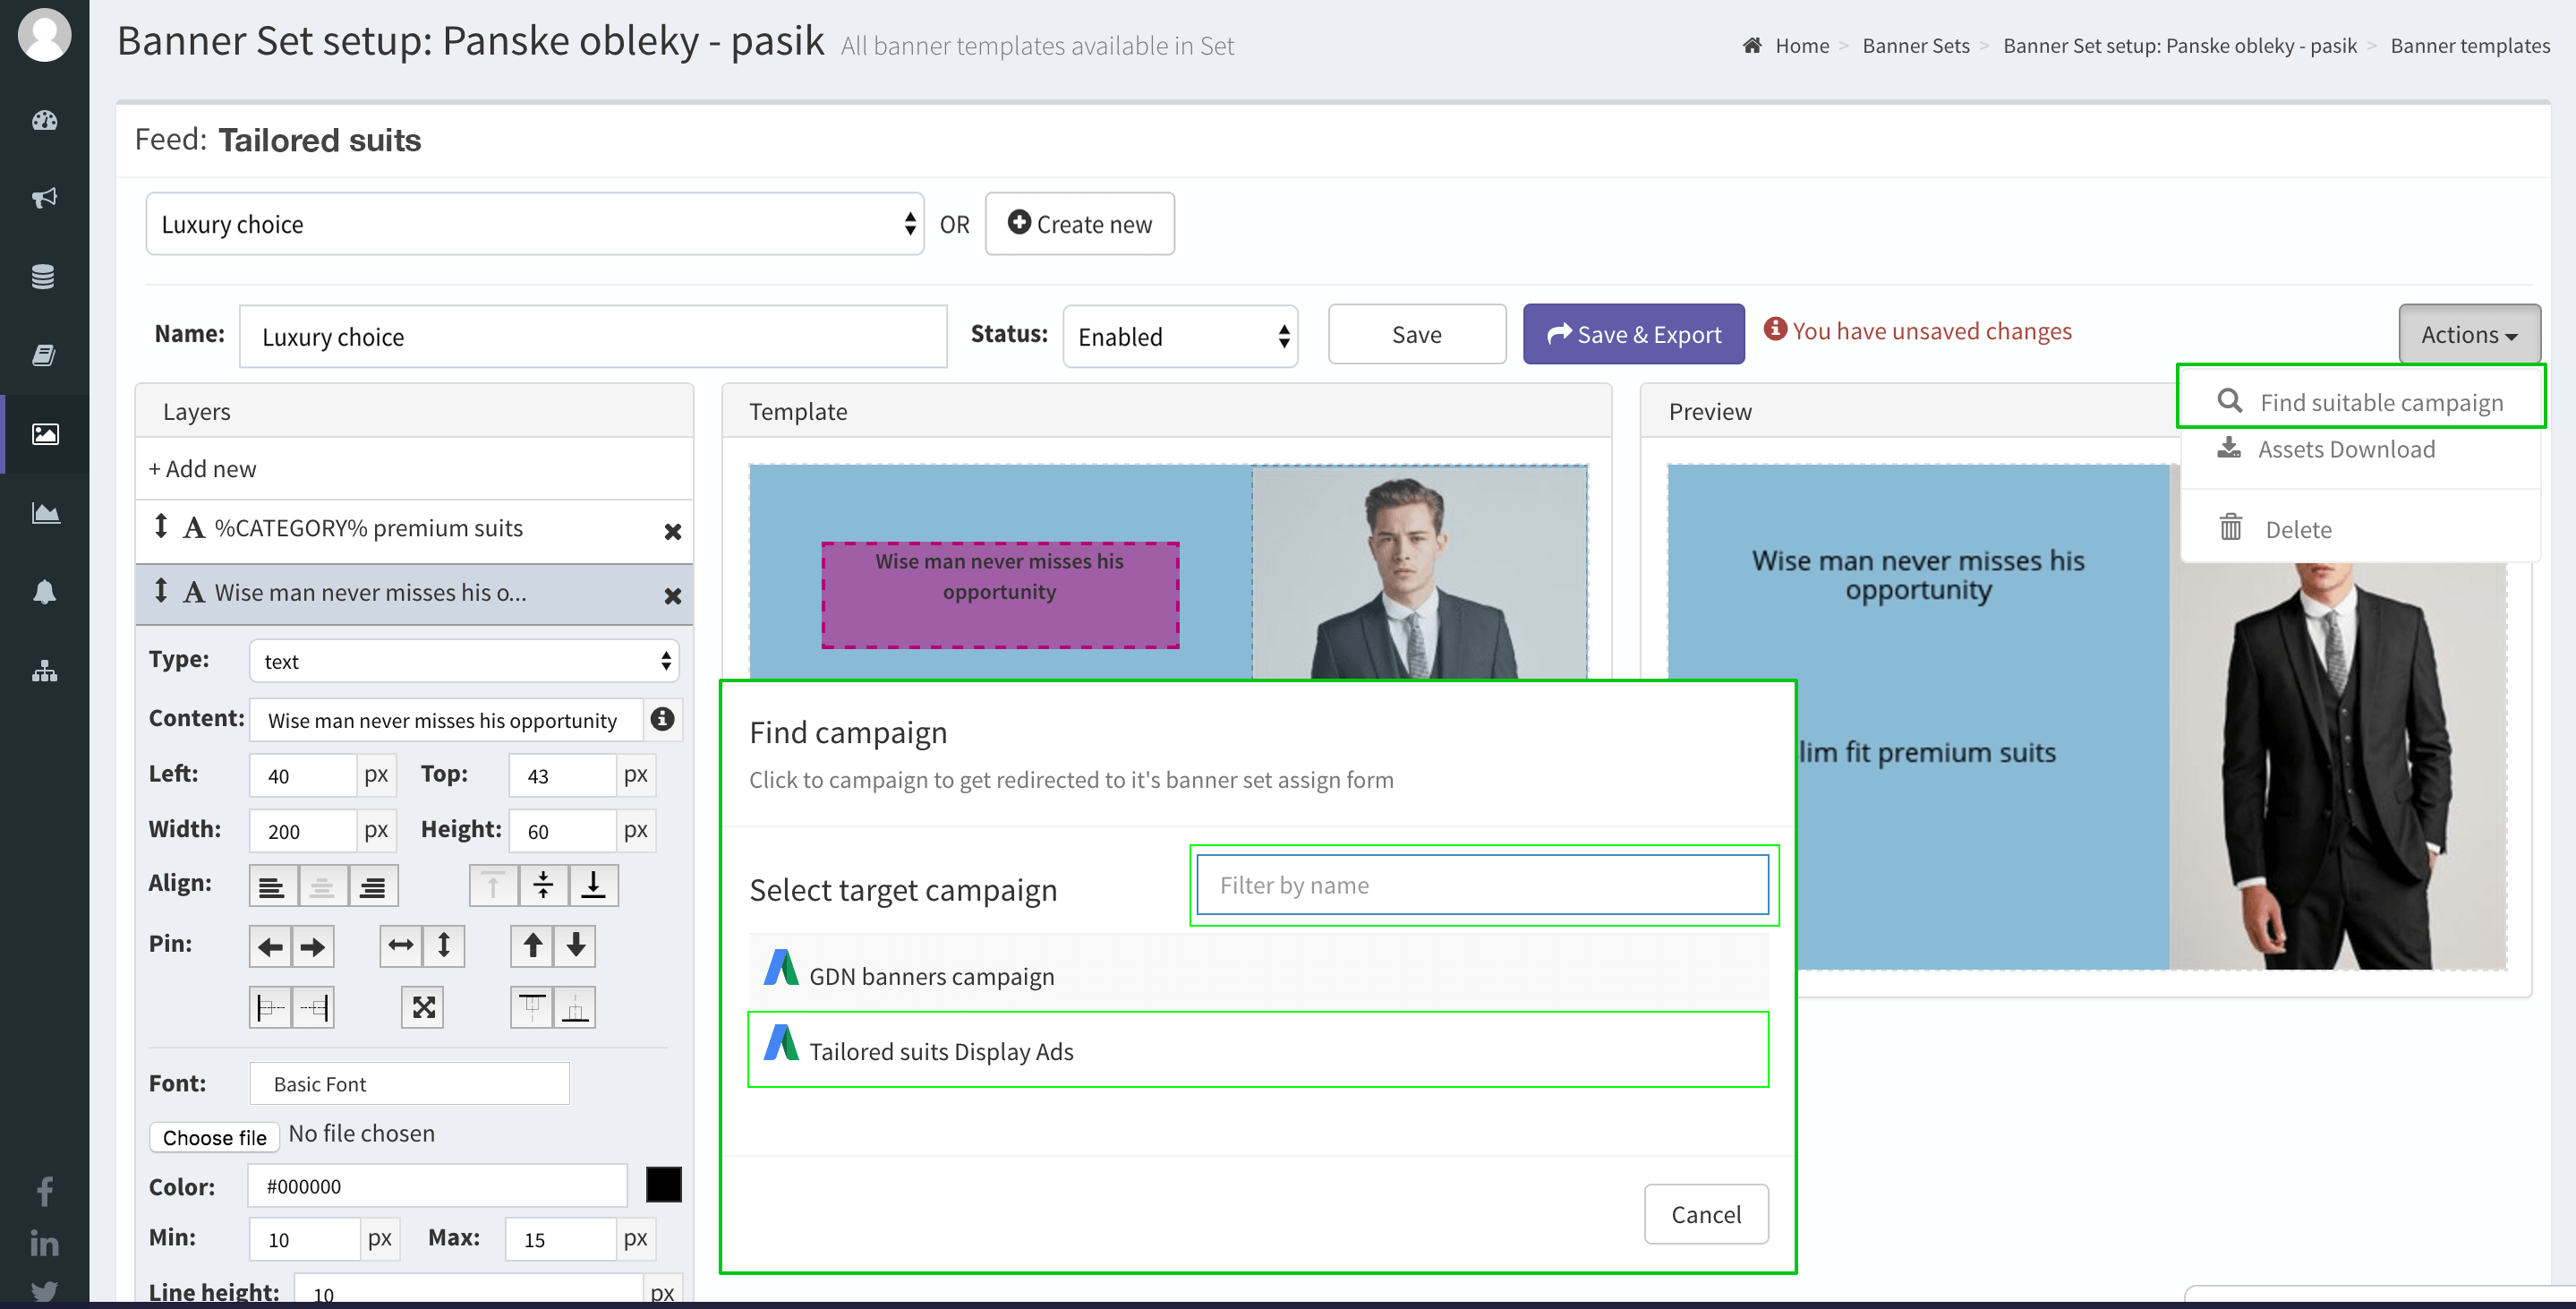 Banner Set setup: Panske obleky - pasik All banner templates available in Set
Home > Banner Sets > Banner Set setup: Panske obleky - pasik > Banner templates
Feed: Tailored suits
Luxury choice OR Create new
Name: Luxury choice Status: Enabled Save Save & Export You have unsaved changes Actions
Find suitable campaign
Assets Download
Delete
Layers
+ Add new
%CATEGORY% premium suits
Wise man never misses his o...
Type: text
Content: Wise man never misses his opportunity
Left: 40 px Top: 43 px
Width: 200 px Height: 60 px
Align:
Pin:
Font: Basic Font
Choose file No file chosen
Color: #000000
Min: 10 px Max: 15 px
Line height: 10 px
Template
Wise man never misses his
opportunity
Preview
Wise man never misses his
opportunity
lim fit premium suits
Find campaign
Click to campaign to get redirected to it's banner set assign form
Select target campaign Filter by name
GDN banners campaign
Tailored suits Display Ads
Cancel